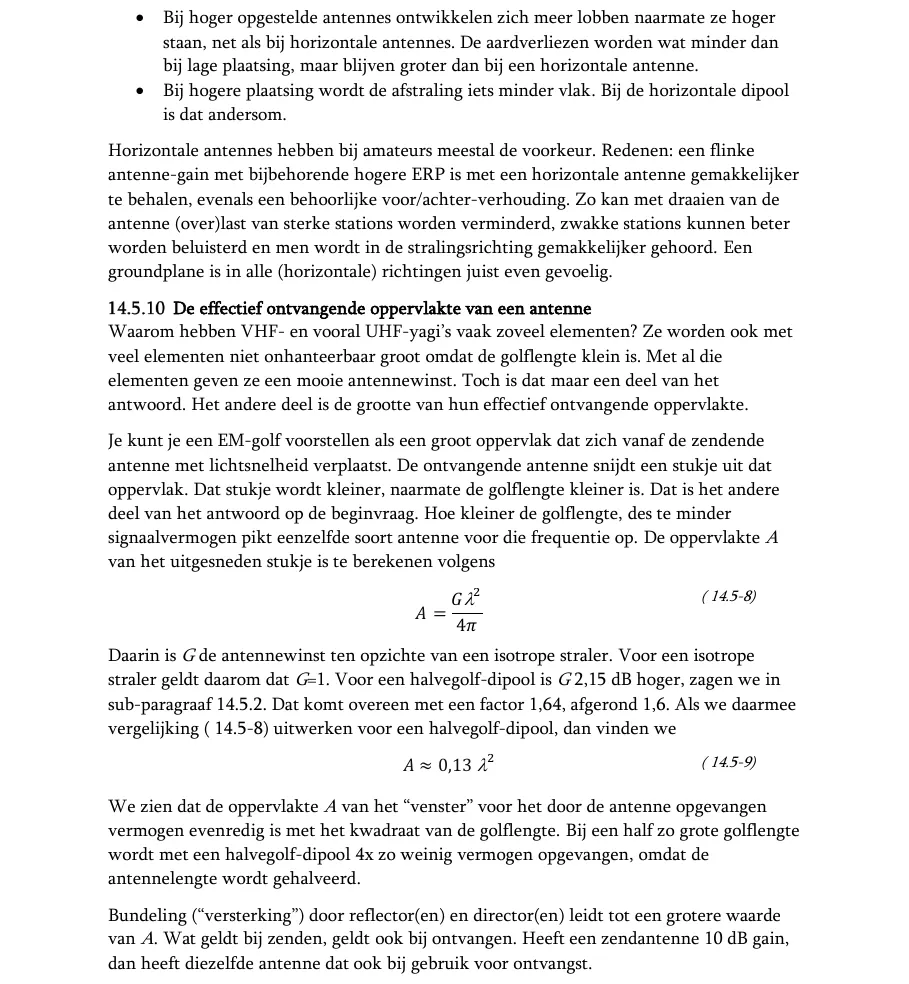 • Bij hoger opgestelde antennes ontwikkelen zich meer lobben naarmate ze hoger
staan, net als bij horizontale antennes. De aardverliezen worden wat minder dan
bij lage plaatsing, maar blijven groter dan bij een horizontale antenne.
• Bij hogere plaatsing wordt de afstraling iets minder vlak. Bij de horizontale dipool
is dat andersom.
Horizontale antennes hebben bij amateurs meestal de voorkeur. Redenen: een flinke
antenne-gain met bijbehorende hogere ERP is met een horizontale antenne gemakkelijker
te behalen, evenals een behoorlijke voor/achter-verhouding. Zo kan met draaien van de
antenne (over)last van sterke stations worden verminderd, zwakke stations kunnen beter
worden beluisterd en men wordt in de stralingsrichting gemakkelijker gehoord. Een
groundplane is in alle (horizontale) richtingen juist even gevoelig.
14.5.10 De effectief ontvangende oppervlakte van een antenne
Waarom hebben VHF- en vooral UHF-yagi’s vaak zoveel elementen? Ze worden ook met
veel elementen niet onhanteerbaar groot omdat de golflengte klein is. Met al die
elementen geven ze een mooie antennewinst. Toch is dat maar een deel van het
antwoord. Het andere deel is de grootte van hun effectief ontvangende oppervlakte.
Je kunt je een EM-golf voorstellen als een groot oppervlak dat zich vanaf de zendende
antenne met lichtsnelheid verplaatst. De ontvangende antenne snijdt een stukje uit dat
oppervlak. Dat stukje wordt kleiner, naarmate de golflengte kleiner is. Dat is het andere
deel van het antwoord op de beginvraag. Hoe kleiner de golflengte, des te minder
signaalvermogen pikt eenzelfde soort antenne voor die frequentie op. De oppervlakte A
van het uitgesneden stukje is te berekenen volgens
A = Gλ²/4π ( 14.5-8)
Daarin is G de antennewinst ten opzichte van een isotrope straler. Voor een isotrope
straler geldt daarom dat G=1. Voor een halvegolf-dipool is G 2,15 dB hoger, zagen we in
sub-paragraaf 14.5.2. Dat komt overeen met een factor 1,64, afgerond 1,6. Als we daarmee
vergelijking ( 14.5-8) uitwerken voor een halvegolf-dipool, dan vinden we
A ≈ 0,13 λ² ( 14.5-9)
We zien dat de oppervlakte A van het “venster” voor het door de antenne opgevangen
vermogen evenredig is met het kwadraat van de golflengte. Bij een half zo grote golflengte
wordt met een halvegolf-dipool 4x zo weinig vermogen opgevangen, omdat de
antennelengte wordt gehalveerd.
Bundeling (“versterking”) door reflector(en) en director(en) leidt tot een grotere waarde
van A. Wat geldt bij zenden, geldt ook bij ontvangen. Heeft een zendantenne 10 dB gain,
dan heeft diezelfde antenne dat ook bij gebruik voor ontvangst.